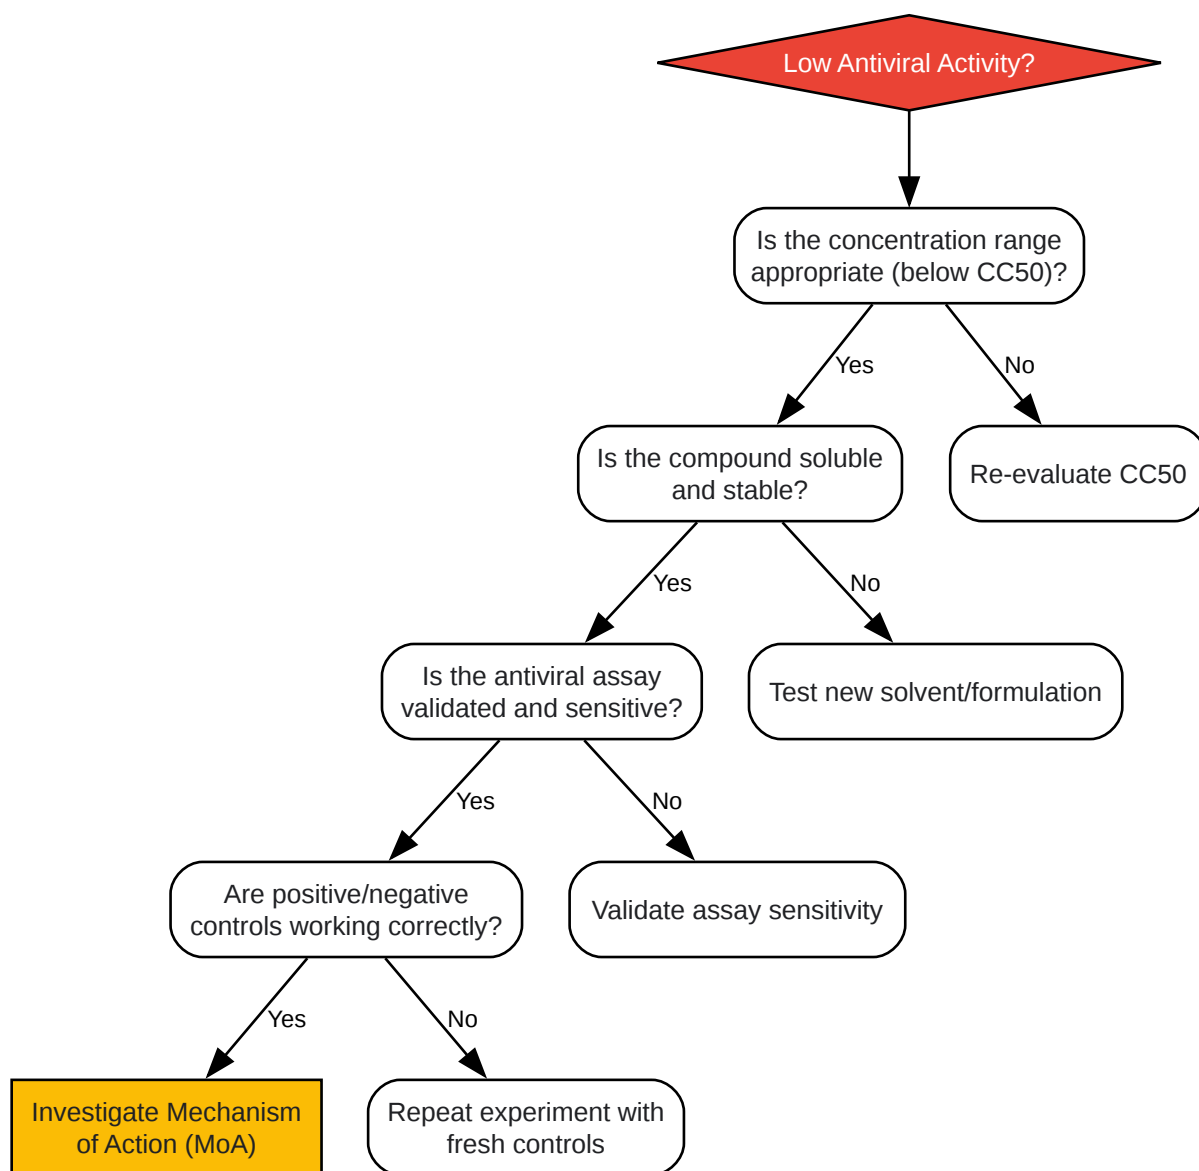 Low Antiviral Activity?
Is the concentration range
appropriate (below CC50)?
Yes
No
Is the compound soluble
and stable?
Re-evaluate CC50
Yes
No
Is the antiviral assay
validated and sensitive?
Test new solvent/formulation
Yes
No
Are positive/negative
controls working correctly?
Validate assay sensitivity
Yes
No
Investigate Mechanism
of Action (MoA)
Repeat experiment with
fresh controls